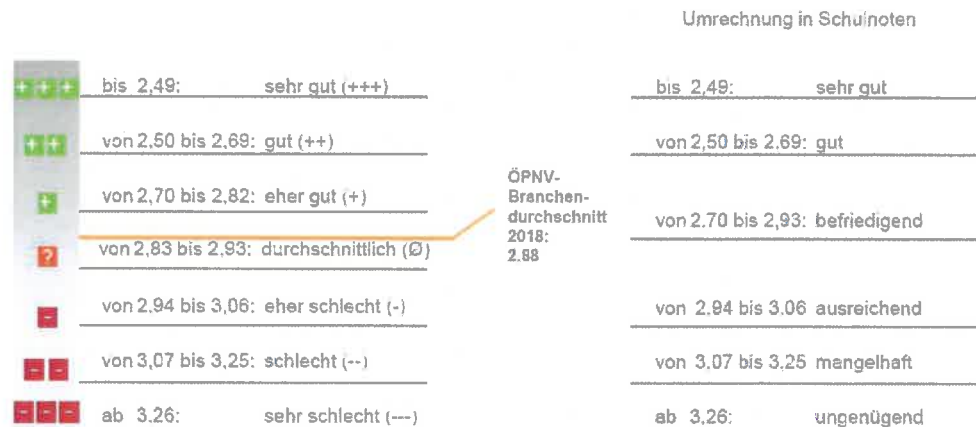 Umrechnung in Schulnoten
+++ bis 2,49: sehr gut (+++)
++ von 2,50 bis 2,69: gut (++)
+ von 2,70 bis 2,82: eher gut (+)
? von 2,83 bis 2,93: durchschnittlich (Ø)
- von 2,94 bis 3,06: eher schlecht (-)
-- von 3,07 bis 3,25: schlecht (--)
--- ab 3.26: sehr schlecht (---)
ÖPNV-
Branchen-
durchschnitt
2018:
2.88
bis 2,49: sehr gut
von 2,50 bis 2.69: gut
von 2.70 bis 2,93: befriedigend
von 2.94 bis 3.06 ausreichend
von 3.07 bis 3.25 mangelhaft
ab 3,26: ungenügend